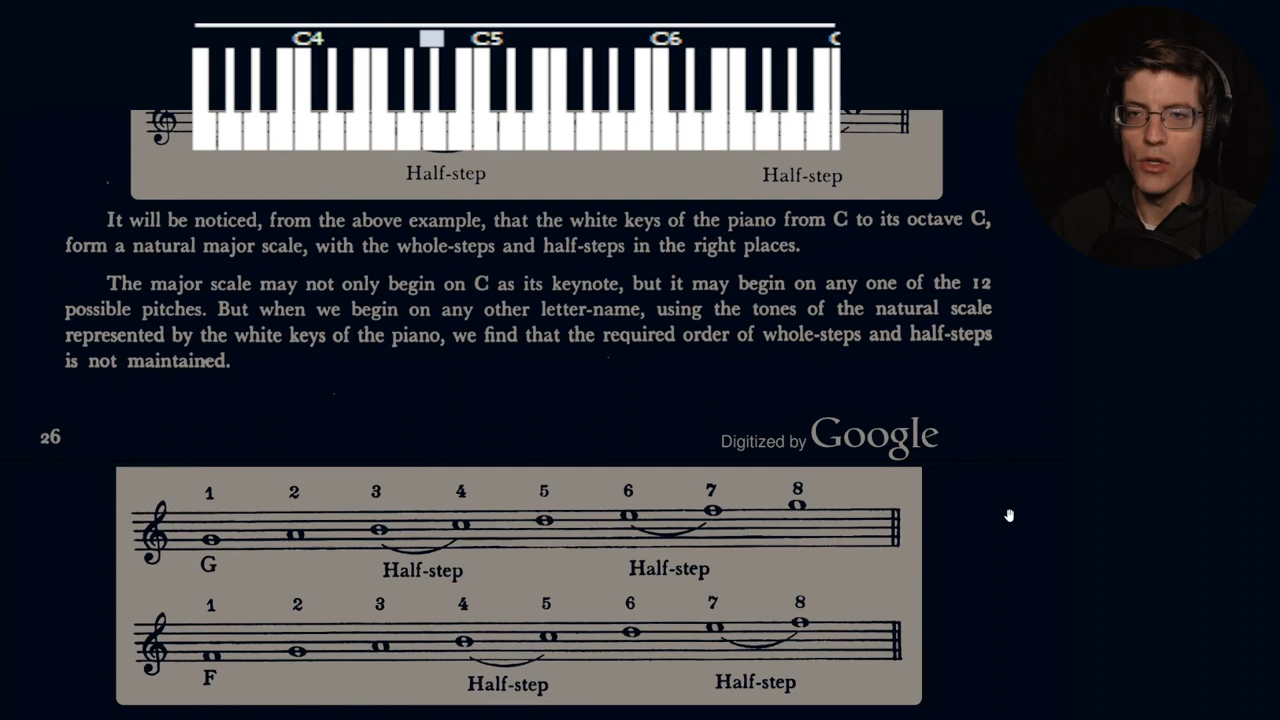 C4 C5 C6 C
Half-step Half-step
It will be noticed, from the above example, that the white keys of the piano from C to its octave C,
form a natural major scale, with the whole-steps and half-steps in the right places.
The major scale may not only begin on C as its keynote, but it may begin on any one of the 12
possible pitches. But when we begin on any other letter-name, using the tones of the natural scale
represented by the white keys of the piano, we find that the required order of whole-steps and half-steps
is not maintained.
26
Digitized by Google
1 2 3 4 5 6 7 8
G Half-step Half-step
1 2 3 4 5 6 7 8
F
Half-step Half-step